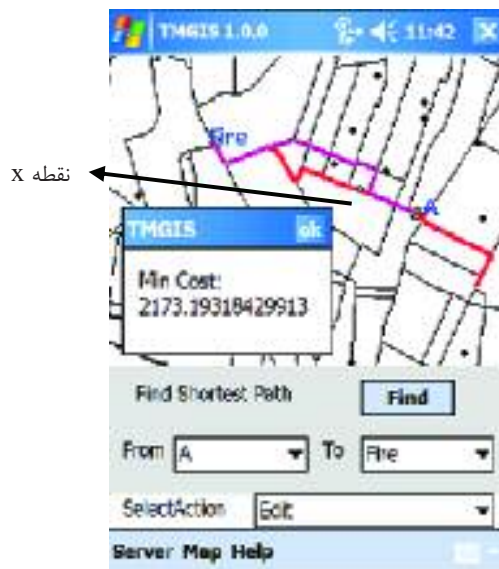 TMGIS 1.0.0 11:42
Fire
نقطه x
A
TMGIS ok
Min Cost:
2173.19318429913
Find Shortest Path Find
From A To Fire
SelectAction Edit
Server Map Help